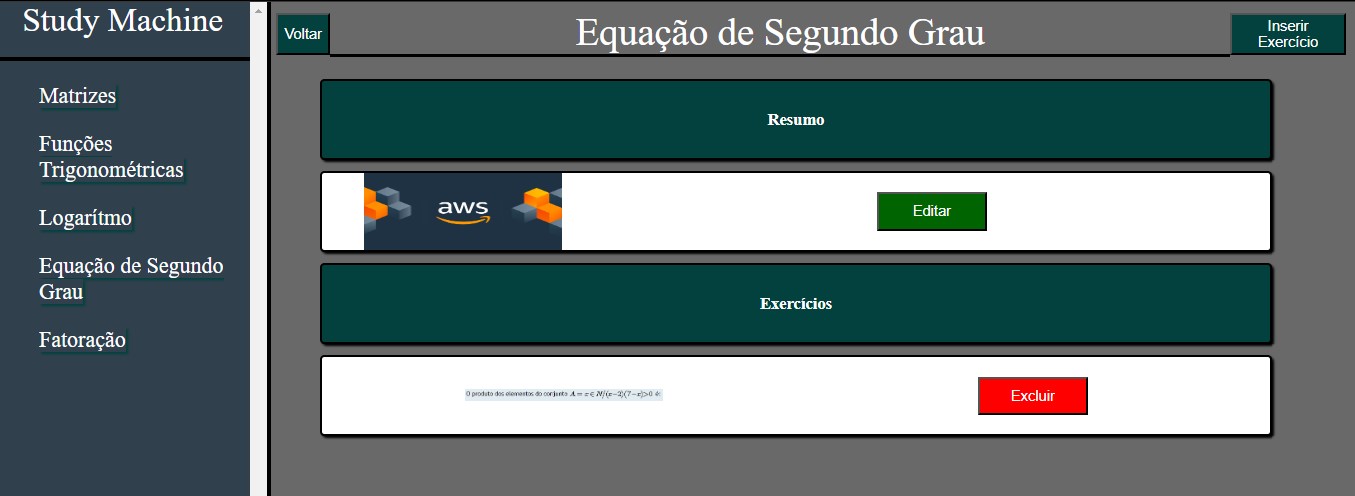 Study Machine
Matrizes
Funções
Trigonométricas
Logarítmo
Equação de Segundo
Grau
Fatoração
Voltar
Equação de Segundo Grau
Inserir
Exercício
Resumo
aws
Editar
Exercícios
O produto dos elementos do conjunto A = x ∈ N/(x−2)(7−x)>0 é:
Excluir